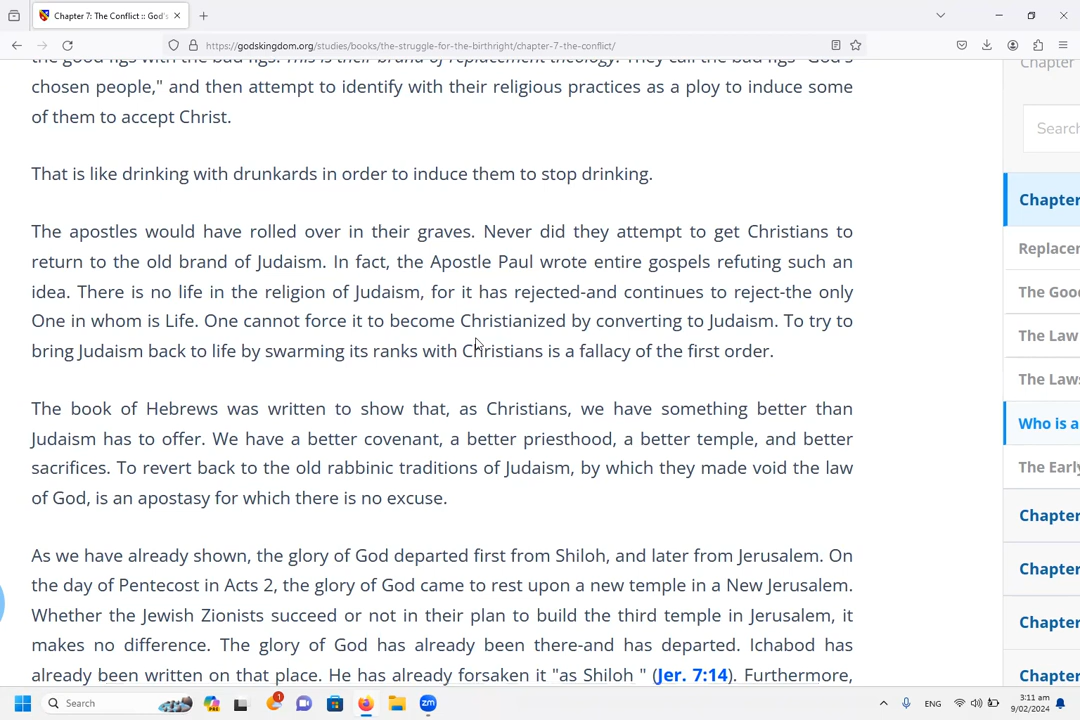 Chapter 7: The Conflict :: God's
https://godskingdom.org/studies/books/the-struggle-for-the-birthright/chapter-7-the-conflict/
the good figs with the bad figs. This is their brand of replacement theology. They call the bad figs "God's
chosen people," and then attempt to identify with their religious practices as a ploy to induce some
of them to accept Christ.
That is like drinking with drunkards in order to induce them to stop drinking.
The apostles would have rolled over in their graves. Never did they attempt to get Christians to
return to the old brand of Judaism. In fact, the Apostle Paul wrote entire gospels refuting such an
idea. There is no life in the religion of Judaism, for it has rejected-and continues to reject-the only
One in whom is Life. One cannot force it to become Christianized by converting to Judaism. To try to
bring Judaism back to life by swarming its ranks with Christians is a fallacy of the first order.
The book of Hebrews was written to show that, as Christians, we have something better than
Judaism has to offer. We have a better covenant, a better priesthood, a better temple, and better
sacrifices. To revert back to the old rabbinic traditions of Judaism, by which they made void the law
of God, is an apostasy for which there is no excuse.
As we have already shown, the glory of God departed first from Shiloh, and later from Jerusalem. On
the day of Pentecost in Acts 2, the glory of God came to rest upon a new temple in a New Jerusalem.
Whether the Jewish Zionists succeed or not in their plan to build the third temple in Jerusalem, it
makes no difference. The glory of God has already been there-and has departed. Ichabod has
already been written on that place. He has already forsaken it "as Shiloh " (Jer. 7:14). Furthermore,
Chapter
Search
Chapter
Replacem
The Good
The Law
The Laws
Who is a
The Early
Chapter
Chapter
Chapter
Chapter
Search
1
ENG
3:11 am
9/02/2024